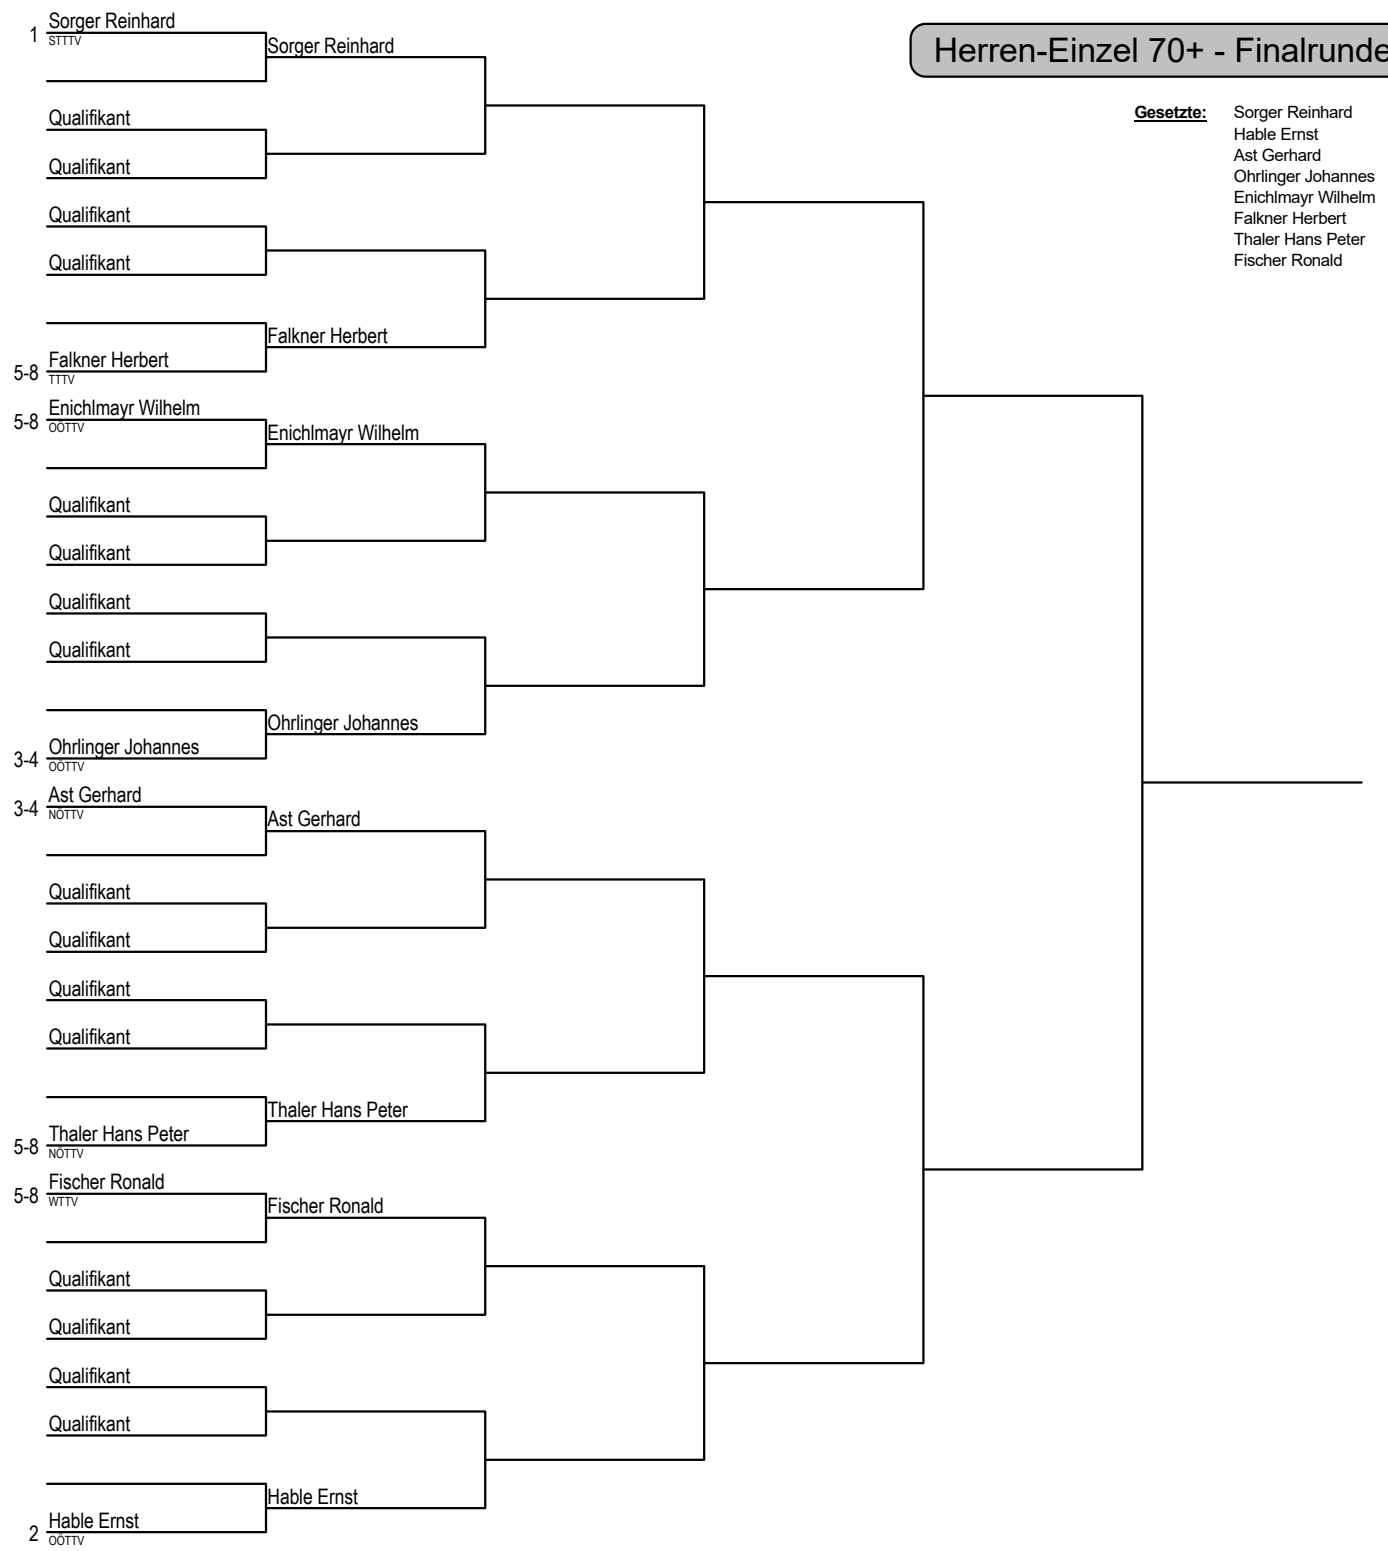 Herren-Einzel 70+ - Finalrunde
Gesetzte: Sorger Reinhard
Hable Ernst
Ast Gerhard
Ohrlinger Johannes
Enichlmayr Wilhelm
Falkner Herbert
Thaler Hans Peter
Fischer Ronald
1 Sorger Reinhard
STTTV
Sorger Reinhard
Qualifikant
Qualifikant
Qualifikant
Qualifikant
Falkner Herbert
5-8 Falkner Herbert
TTTV
5-8 Enichlmayr Wilhelm
OÖTTV
Enichlmayr Wilhelm
Qualifikant
Qualifikant
Qualifikant
Qualifikant
Ohrlinger Johannes
3-4 Ohrlinger Johannes
OÖTTV
3-4 Ast Gerhard
NÖTTV
Ast Gerhard
Qualifikant
Qualifikant
Qualifikant
Qualifikant
Thaler Hans Peter
5-8 Thaler Hans Peter
NÖTTV
5-8 Fischer Ronald
WTTV
Fischer Ronald
Qualifikant
Qualifikant
Qualifikant
Qualifikant
Hable Ernst
2 Hable Ernst
OÖTTV